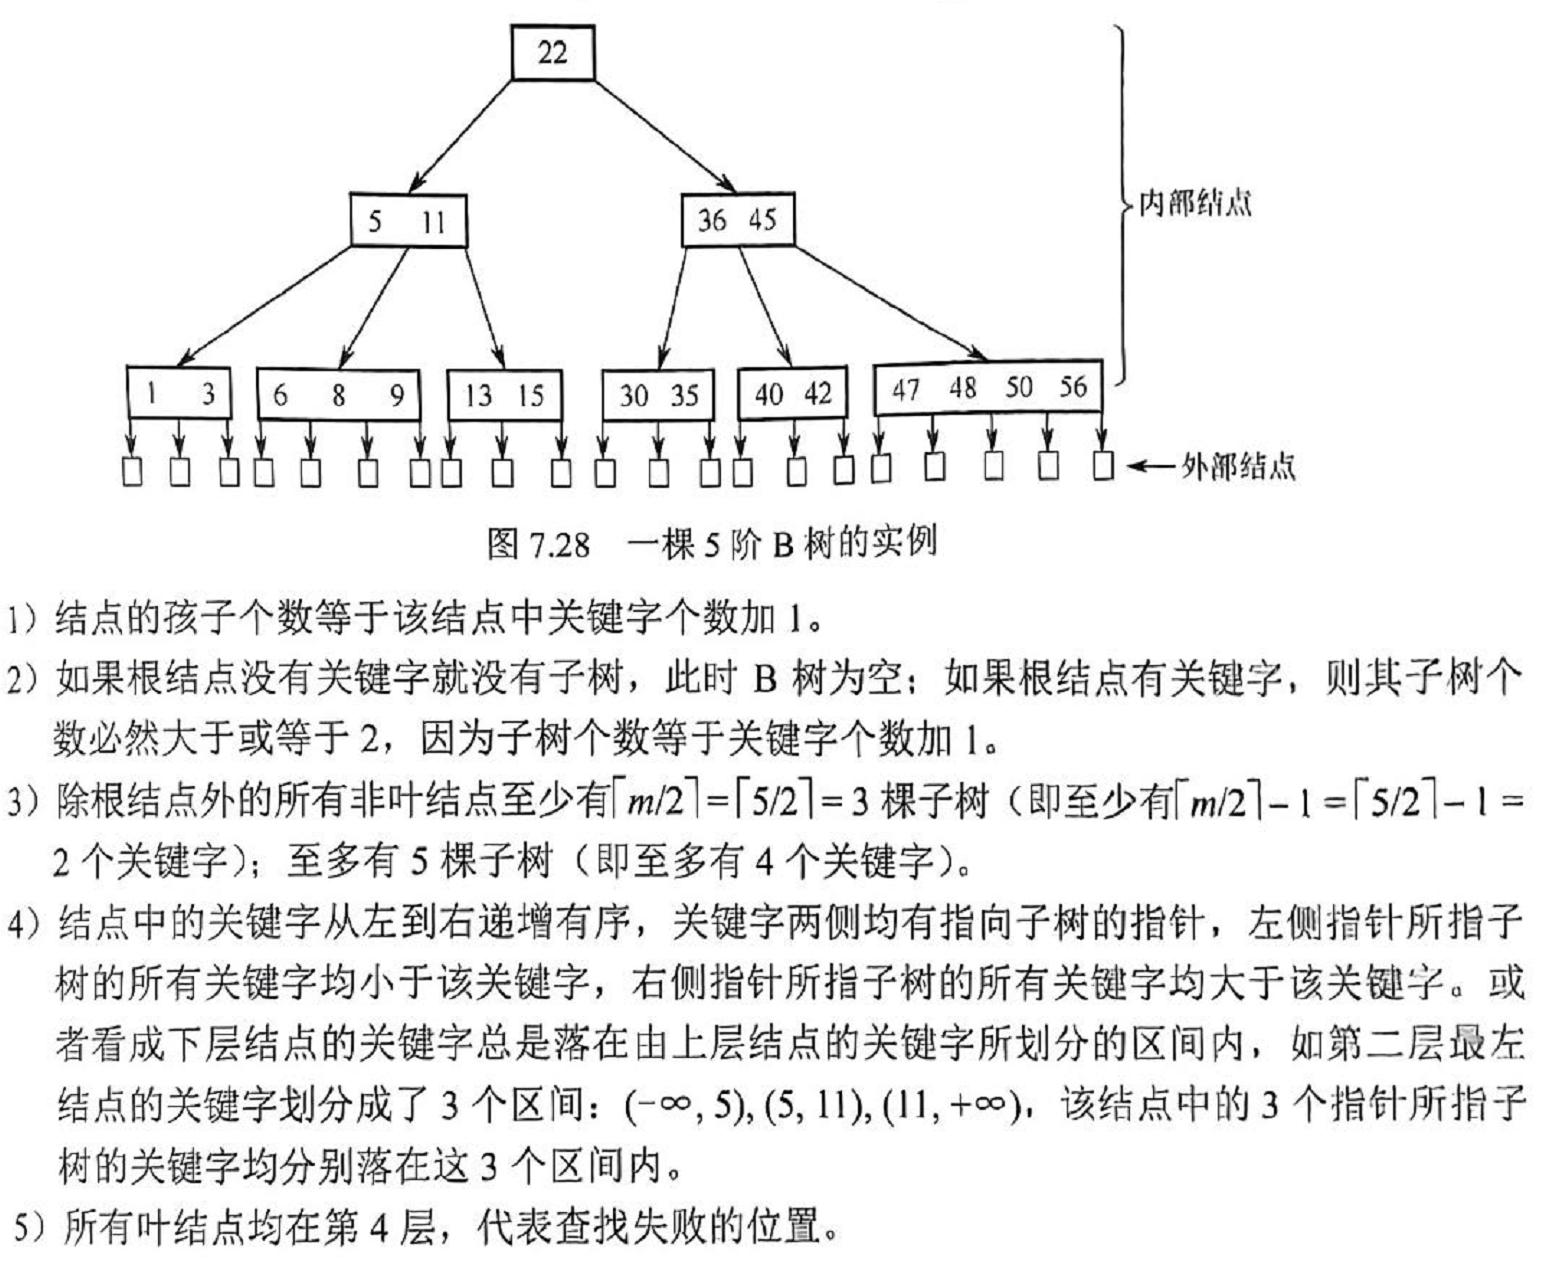 22
内部结点
5 11
36 45
1 3
6 8 9
13 15
30 35
40 42
47 48 50 56
外部结点
图 7.28 一棵 5 阶 B 树的实例
1）结点的孩子个数等于该结点中关键字个数加 1。
2）如果根结点没有关键字就没有子树，此时 B 树为空；如果根结点有关键字，则其子树个
数必然大于或等于 2，因为子树个数等于关键字个数加 1。
3）除根结点外的所有非叶结点至少有⌈m/2⌉=⌈5/2⌉= 3 棵子树（即至少有⌈m/2⌉- 1 =⌈5/2⌉- 1 =
2 个关键字）；至多有 5 棵子树（即至多有 4 个关键字）。
4）结点中的关键字从左到右递增有序，关键字两侧均有指向子树的指针，左侧指针所指子
树的所有关键字均小于该关键字，右侧指针所指子树的所有关键字均大于该关键字。或
者看成下层结点的关键字总是落在由上层结点的关键字所划分的区间内，如第二层最左
结点的关键字划分成了 3 个区间：(-∞, 5), (5, 11), (11, +∞)，该结点中的 3 个指针所指子
树的关键字均分别落在这 3 个区间内。
5）所有叶结点均在第 4 层，代表查找失败的位置。